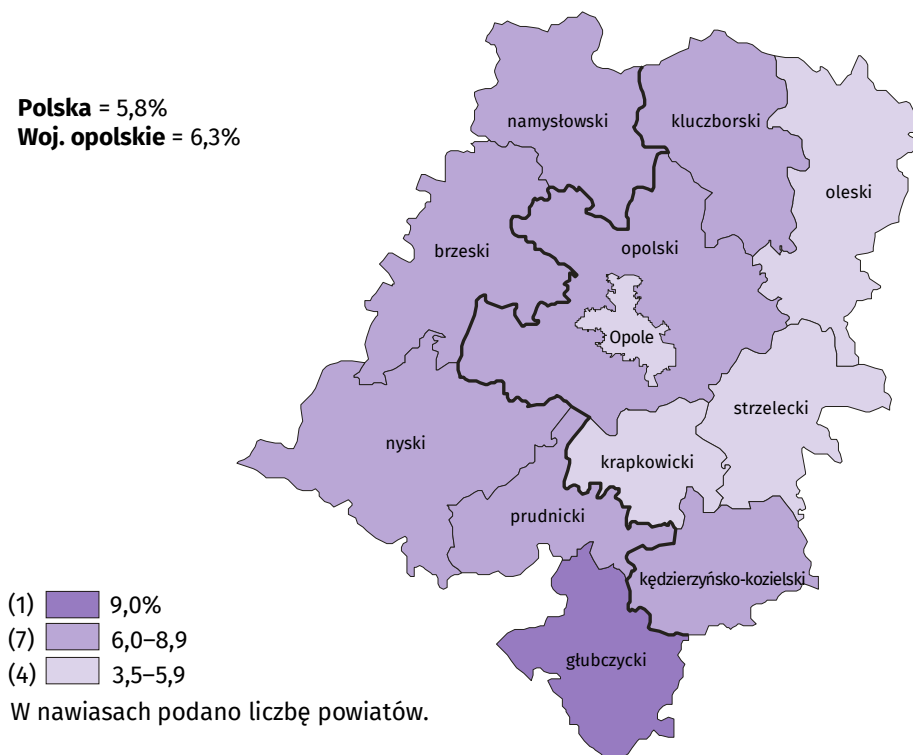 Polska = 5,8%
Woj. opolskie = 6,3%
namysłowski
kluczborski
oleski
brzeski
opolski
Opole
strzelecki
nyski
krapkowicki
prudnicki
kędzierzyńsko-kozielski
głubczycki
(1) 9,0%
(7) 6,0–8,9
(4) 3,5–5,9
W nawiasach podano liczbę powiatów.